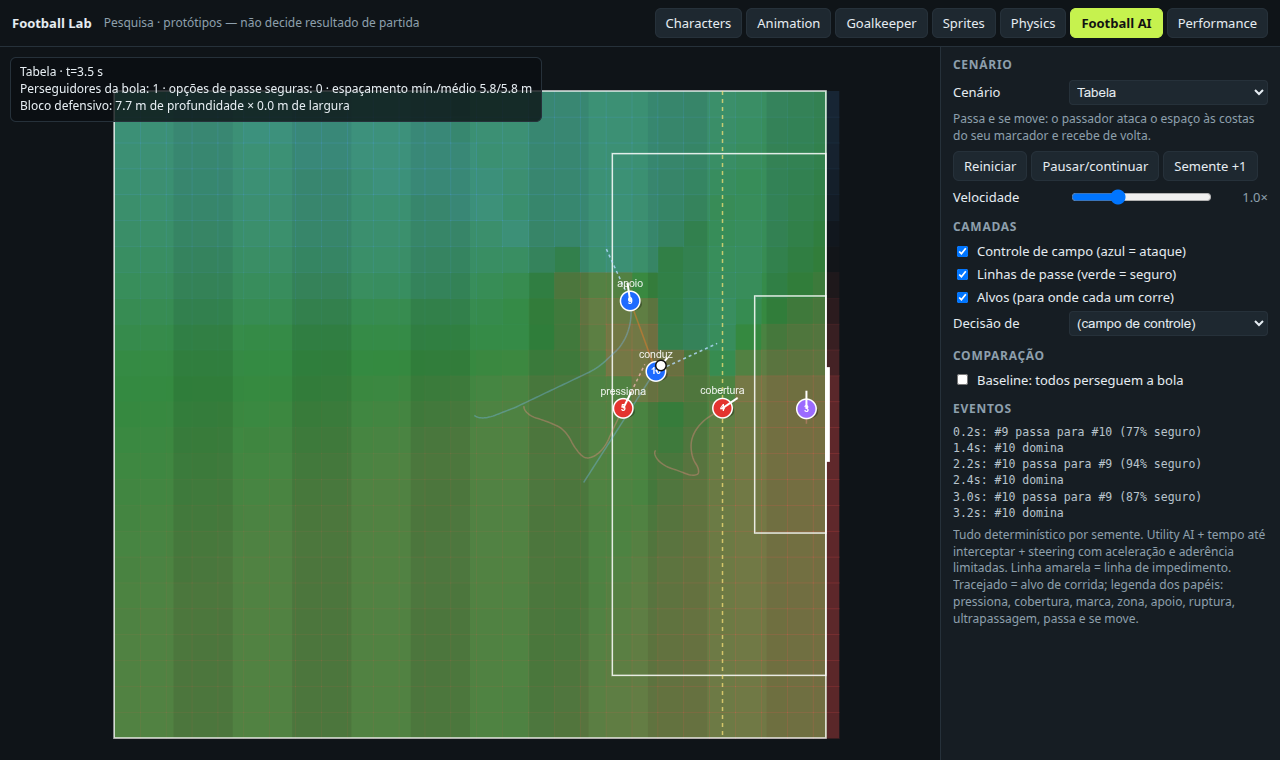 Football Lab
Pesquisa · protótipos — não decide resultado de partida
Characters
Animation
Goalkeeper
Sprites
Physics
Football AI
Performance
Tabela · t=3.5 s
Perseguidores da bola: 1 · opções de passe seguras: 0 · espaçamento mín./médio 5.8/5.8 m
Bloco defensivo: 7.7 m de profundidade × 0.0 m de largura
apoio
9
conduz
pressiona
cobertura
4
CENÁRIO
Cenário
Tabela
Passa e se move: o passador ataca o espaço às costas
do seu marcador e recebe de volta.
Reiniciar
Pausar/continuar
Semente +1
Velocidade
1.0×
CAMADAS
Controle de campo (azul = ataque)
Linhas de passe (verde = seguro)
Alvos (para onde cada um corre)
Decisão de
(campo de controle)
COMPARAÇÃO
Baseline: todos perseguem a bola
EVENTOS
0.2s: #9 passa para #10 (77% seguro)
1.4s: #10 domina
2.2s: #10 passa para #9 (94% seguro)
2.4s: #10 domina
3.0s: #10 passa para #9 (87% seguro)
3.2s: #10 domina
Tudo determinístico por semente. Utility AI + tempo até
interceptar + steering com aceleração e aderência
limitadas. Linha amarela = linha de impedimento.
Tracejado = alvo de corrida; legenda dos papéis:
pressiona, cobertura, marca, zona, apoio, ruptura,
ultrapassagem, passa e se move.